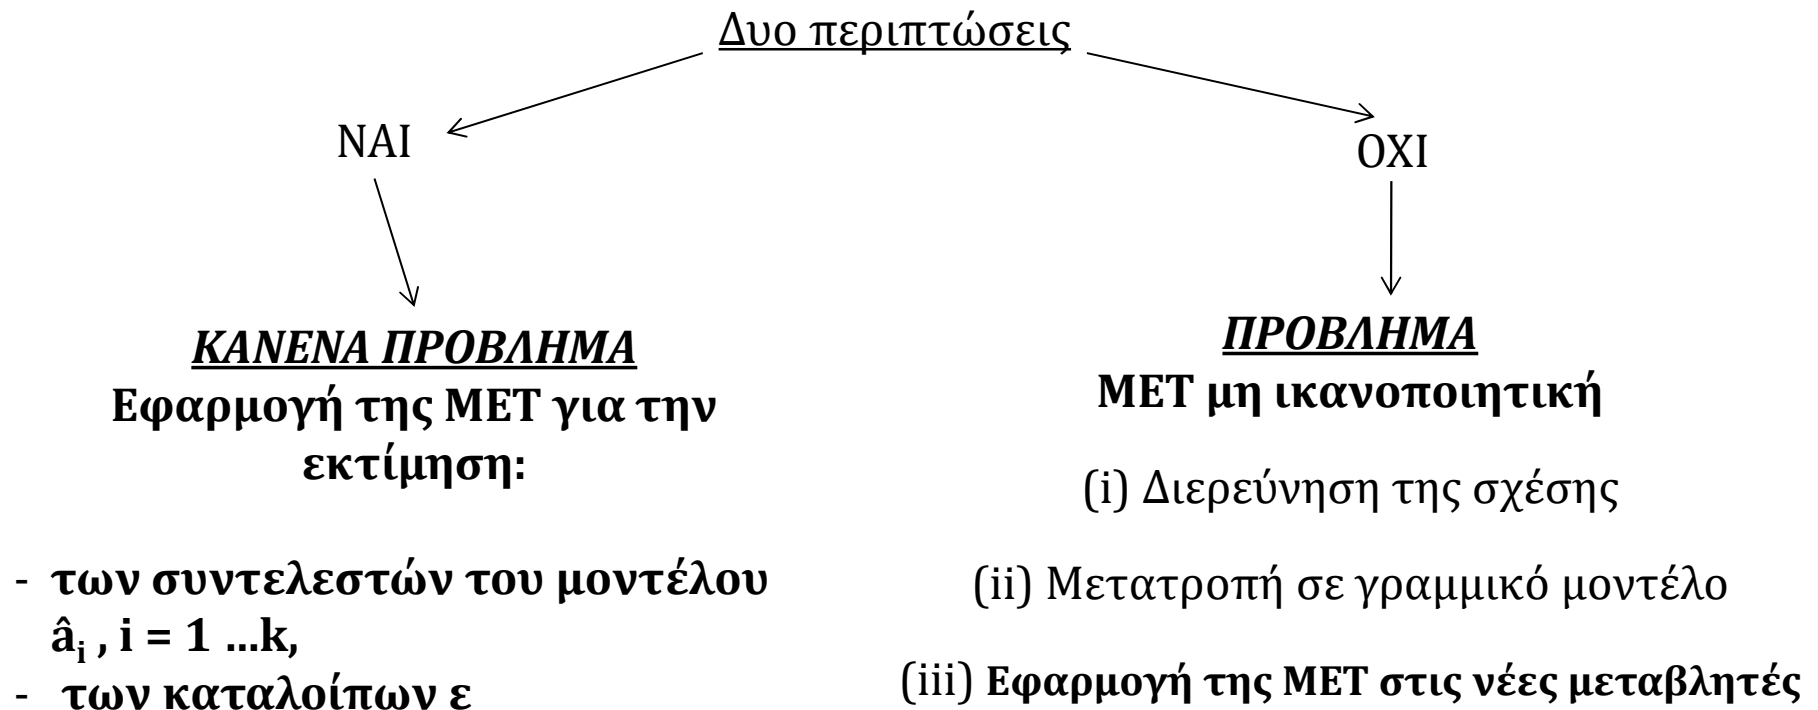 Δυο περιπτώσεις
ΝΑΙ
ΟΧΙ
ΚΑΝΕΝΑ ΠΡΟΒΛΗΜΑ
Εφαρμογή της ΜΕΤ για την
εκτίμηση:
- των συντελεστών του μοντέλου
âᵢ , i = 1 ...k,
- των καταλοίπων ε
ΠΡΟΒΛΗΜΑ
ΜΕΤ μη ικανοποιητική
(i) Διερεύνηση της σχέσης
(ii) Μετατροπή σε γραμμικό μοντέλο
(iii) Εφαρμογή της ΜΕΤ στις νέες μεταβλητές